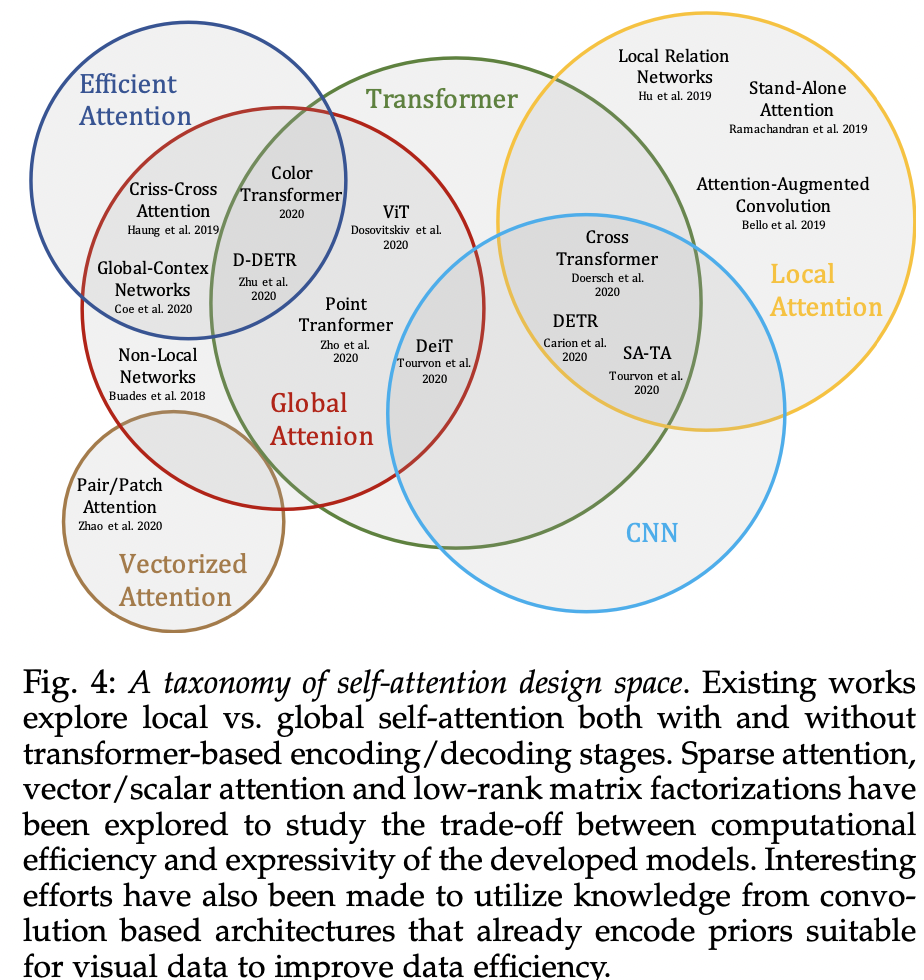 Efficient
Attention
Transformer
Local Relation
Networks
Hu et al. 2019
Stand-Alone
Attention
Ramachandran et al. 2019
Criss-Cross
Attention
Haung et al. 2019
Color
Transformer
2020
ViT
Dosovitskiv et al.
2020
Attention-Augmented
Convolution
Bello et al. 2019
Global-Contex
Networks
Coe et al. 2020
D-DETR
Zhu et al.
2020
Cross
Transformer
Doersch et al.
2020
Local
Attention
Point
Tranformer
Zho et al.
2020
DETR
Carion et al.
2020
SA-TA
Tourvon et al.
2020
DeiT
Tourvon et al.
2020
Non-Local
Networks
Buades et al. 2018
Global
Attenion
Pair/Patch
Attention
Zhao et al. 2020
CNN
Vectorized
Attention
Fig. 4: A taxonomy of self-attention design space. Existing works
explore local vs. global self-attention both with and without
transformer-based encoding/decoding stages. Sparse attention,
vector/scalar attention and low-rank matrix factorizations have
been explored to study the trade-off between computational
efficiency and expressivity of the developed models. Interesting
efforts have also been made to utilize knowledge from convo-
lution based architectures that already encode priors suitable
for visual data to improve data efficiency.